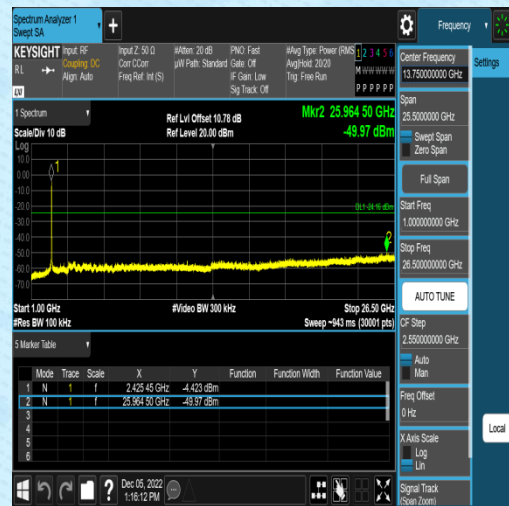 Spectrum Analyzer 1
Swept SA
+
Frequency
KEYSIGHT
RL
LXI
Input: RF
Coupling: DC
Align: Auto
Input Z: 50 Ω
Corr CCorr
Freq Ref: Int (S)
#Atten: 20 dB
µW Path: Standard
PNO: Fast
Gate: Off
IF Gain: Low
Sig Track: Off
#Avg Type: Power (RMS
Avg|Hold: 20/20
Trig: Free Run
1 2 3 4 5 6
M W W W W W
P P P P P P
1 Spectrum
Scale/Div 10 dB
Ref Lvl Offset 10.78 dB
Ref Level 20.00 dBm
Mkr2 25.964 50 GHz
-49.97 dBm
Log
10.0
0.00
-10.0
-20.0
-30.0
-40.0
-50.0
-60.0
-70.0
1
2
Start 1.00 GHz
#Res BW 100 kHz
#Video BW 300 kHz
Stop 26.50 GHz
Sweep ~943 ms (30001 pts)
5 Marker Table
Mode Trace Scale X Y Function Function Width Function Value
1 N 1 f 2.425 45 GHz -4.423 dBm
2 N 1 f 25.964 50 GHz -49.97 dBm
3
4
5
6
Center Frequency
13.750000000 GHz
Settings
Span
25.5000000 GHz
Swept Span
Zero Span
Full Span
Start Freq
1.000000000 GHz
Stop Freq
26.500000000 GHz
AUTO TUNE
CF Step
2.550000000 GHz
Auto
Man
Freq Offset
0 Hz
X Axis Scale
Log
Lin
Local
Signal Track
(Span Zoom)
?
Dec 05, 2022
1:16:12 PM